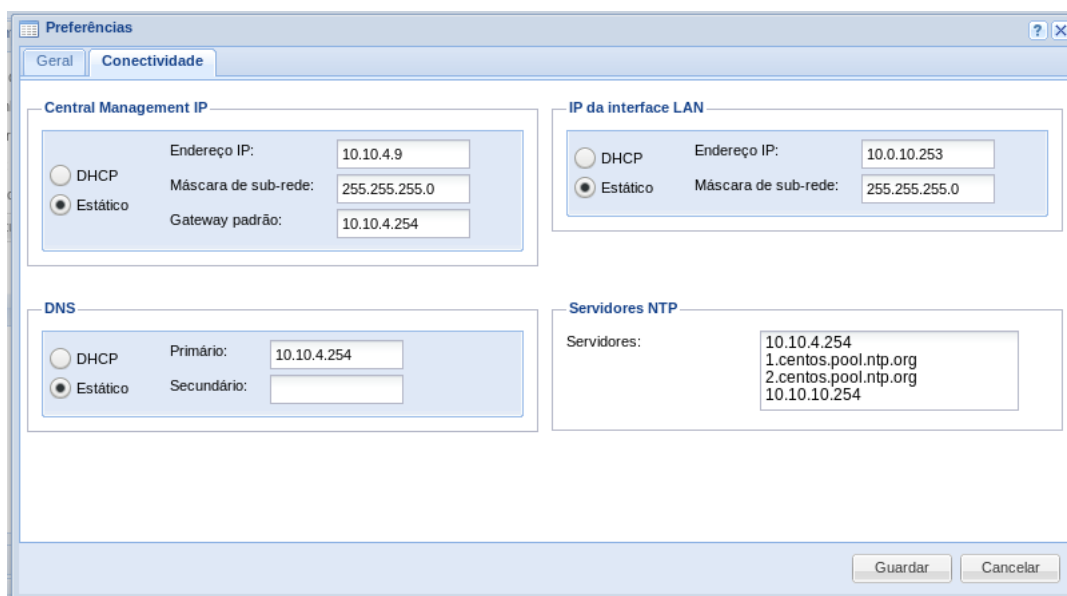 Preferências
?
Geral
Conectividade
Central Management IP
DHCP
Estático
Endereço IP:
10.10.4.9
Máscara de sub-rede:
255.255.255.0
Gateway padrão:
10.10.4.254
IP da interface LAN
DHCP
Estático
Endereço IP:
10.0.10.253
Máscara de sub-rede:
255.255.255.0
DNS
DHCP
Estático
Primário:
10.10.4.254
Secundário:
Servidores NTP
Servidores:
10.10.4.254
1.centos.pool.ntp.org
2.centos.pool.ntp.org
10.10.10.254
Guardar
Cancelar